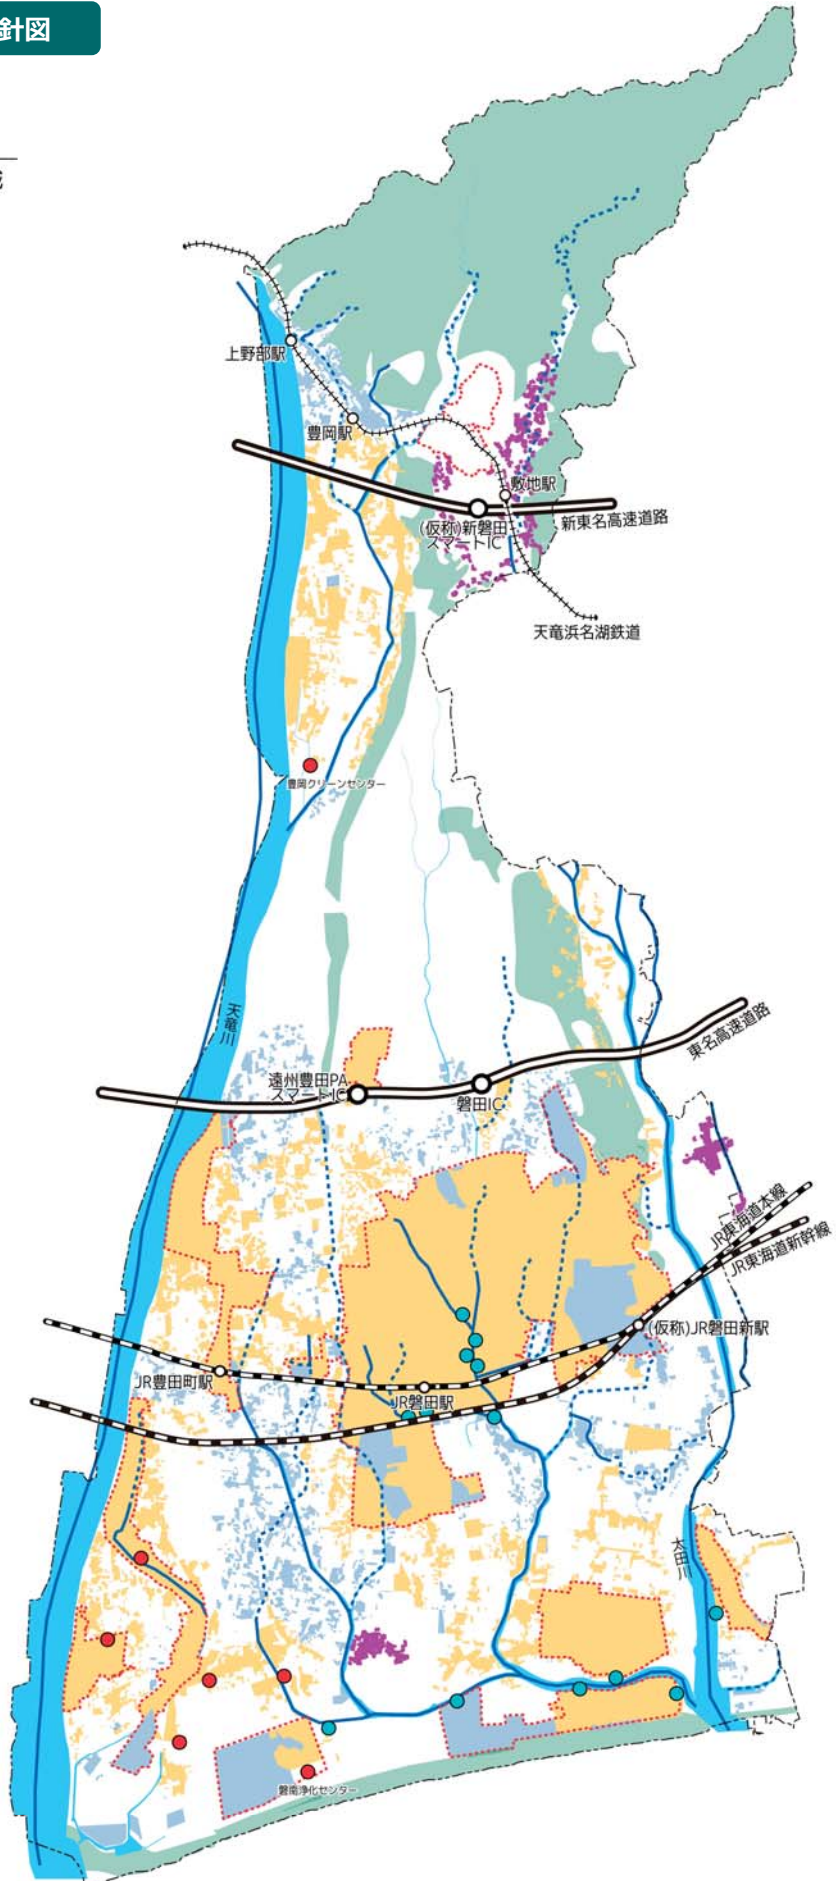 針図
上野部駅
豊岡駅
敷地駅
(仮称)新磐田
スマートIC
新東名高速道路
天竜浜名湖鉄道
豊岡クリーンセンター
天竜川
東名高速道路
遠州豊田PA
スマートIC
磐田IC
JR東海道本線
JR東海道新幹線
(仮称)JR磐田新駅
JR豊田町駅
JR磐田駅
太田川
磐南浄化センター